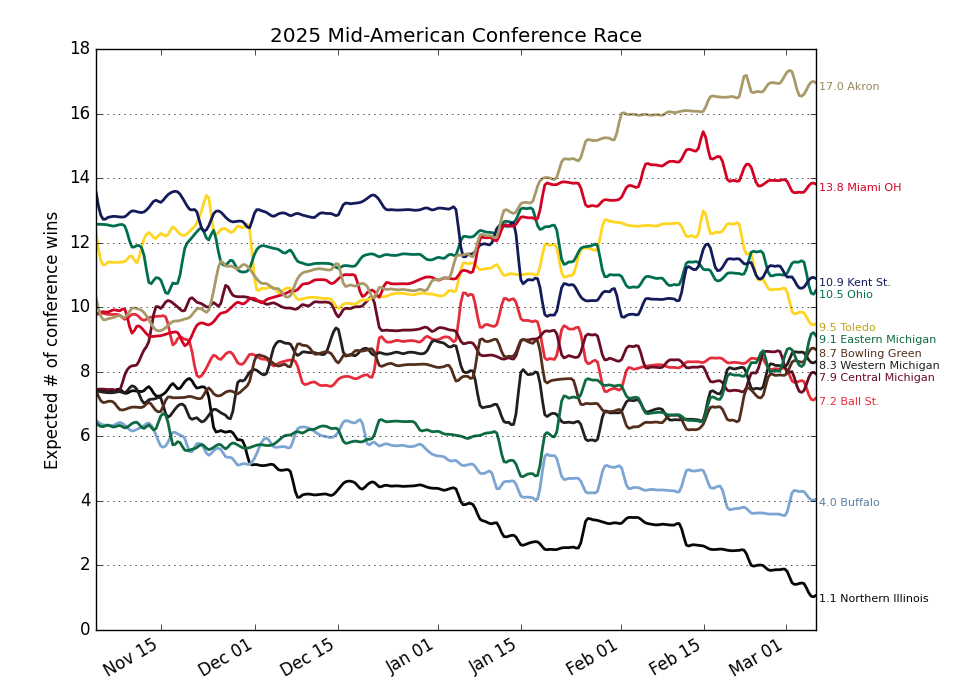 2025 Mid-American Conference Race
Expected # of conference wins
18
16
14
12
10
8
6
4
2
0
17.0 Akron
13.8 Miami OH
10.9 Kent St.
10.5 Ohio
9.5 Toledo
9.1 Eastern Michigan
8.7 Bowling Green
8.3 Western Michigan
7.9 Central Michigan
7.2 Ball St.
4.0 Buffalo
1.1 Northern Illinois
Nov 15
Dec 01
Dec 15
Jan 01
Jan 15
Feb 01
Feb 15
Mar 01